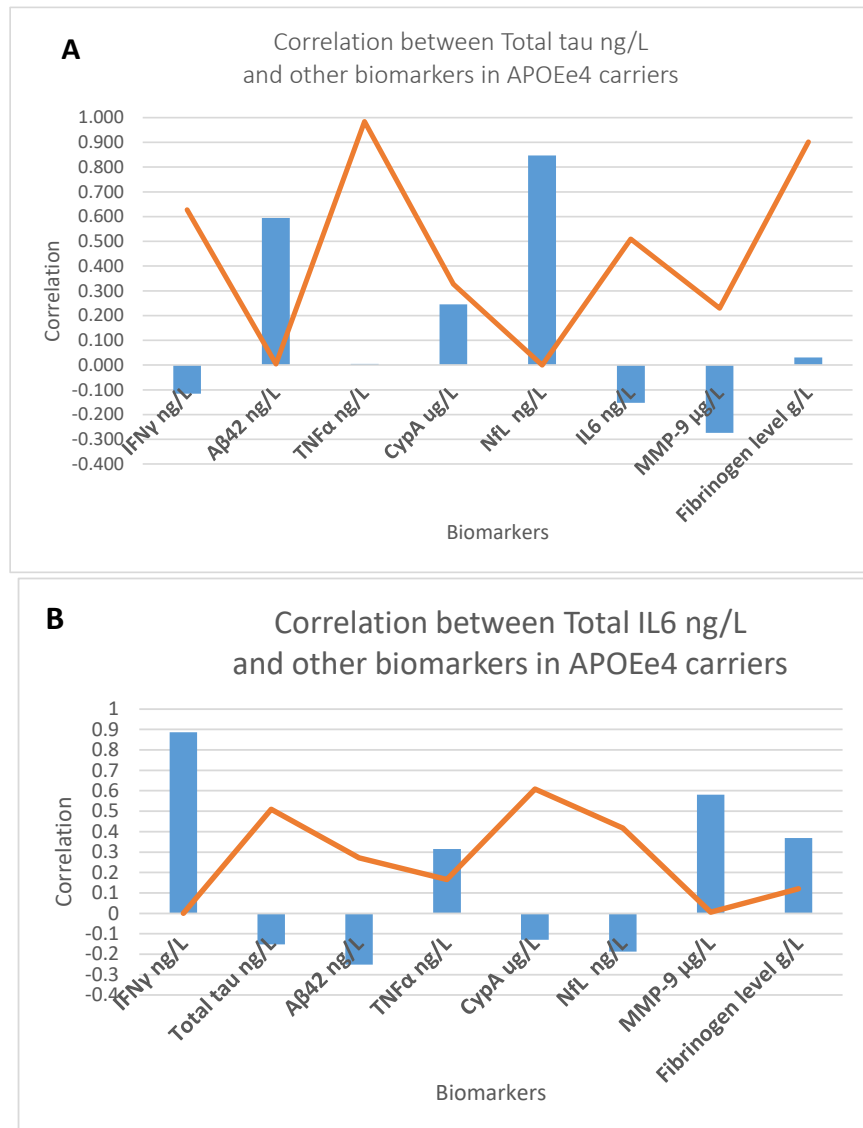 A
Correlation between Total tau ng/L
and other biomarkers in APOEe4 carriers
1.000
0.900
0.800
0.700
0.600
0.500
0.400
0.300
0.200
0.100
0.000
-0.100
-0.200
-0.300
-0.400
Correlation
IFNγ ng/L
Aβ42 ng/L
TNFα ng/L
CypA ug/L
NfL ng/L
IL6 ng/L
MMP-9 µg/L
Fibrinogen level g/L
Biomarkers
B
Correlation between Total IL6 ng/L
and other biomarkers in APOEe4 carriers
1
0.9
0.8
0.7
0.6
0.5
0.4
0.3
0.2
0.1
0
-0.1
-0.2
-0.3
-0.4
Correlation
IFNγ ng/L
Total tau ng/L
Aβ42 ng/L
TNFα ng/L
CypA ug/L
NfL ng/L
MMP-9 µg/L
Fibrinogen level g/L
Biomarkers